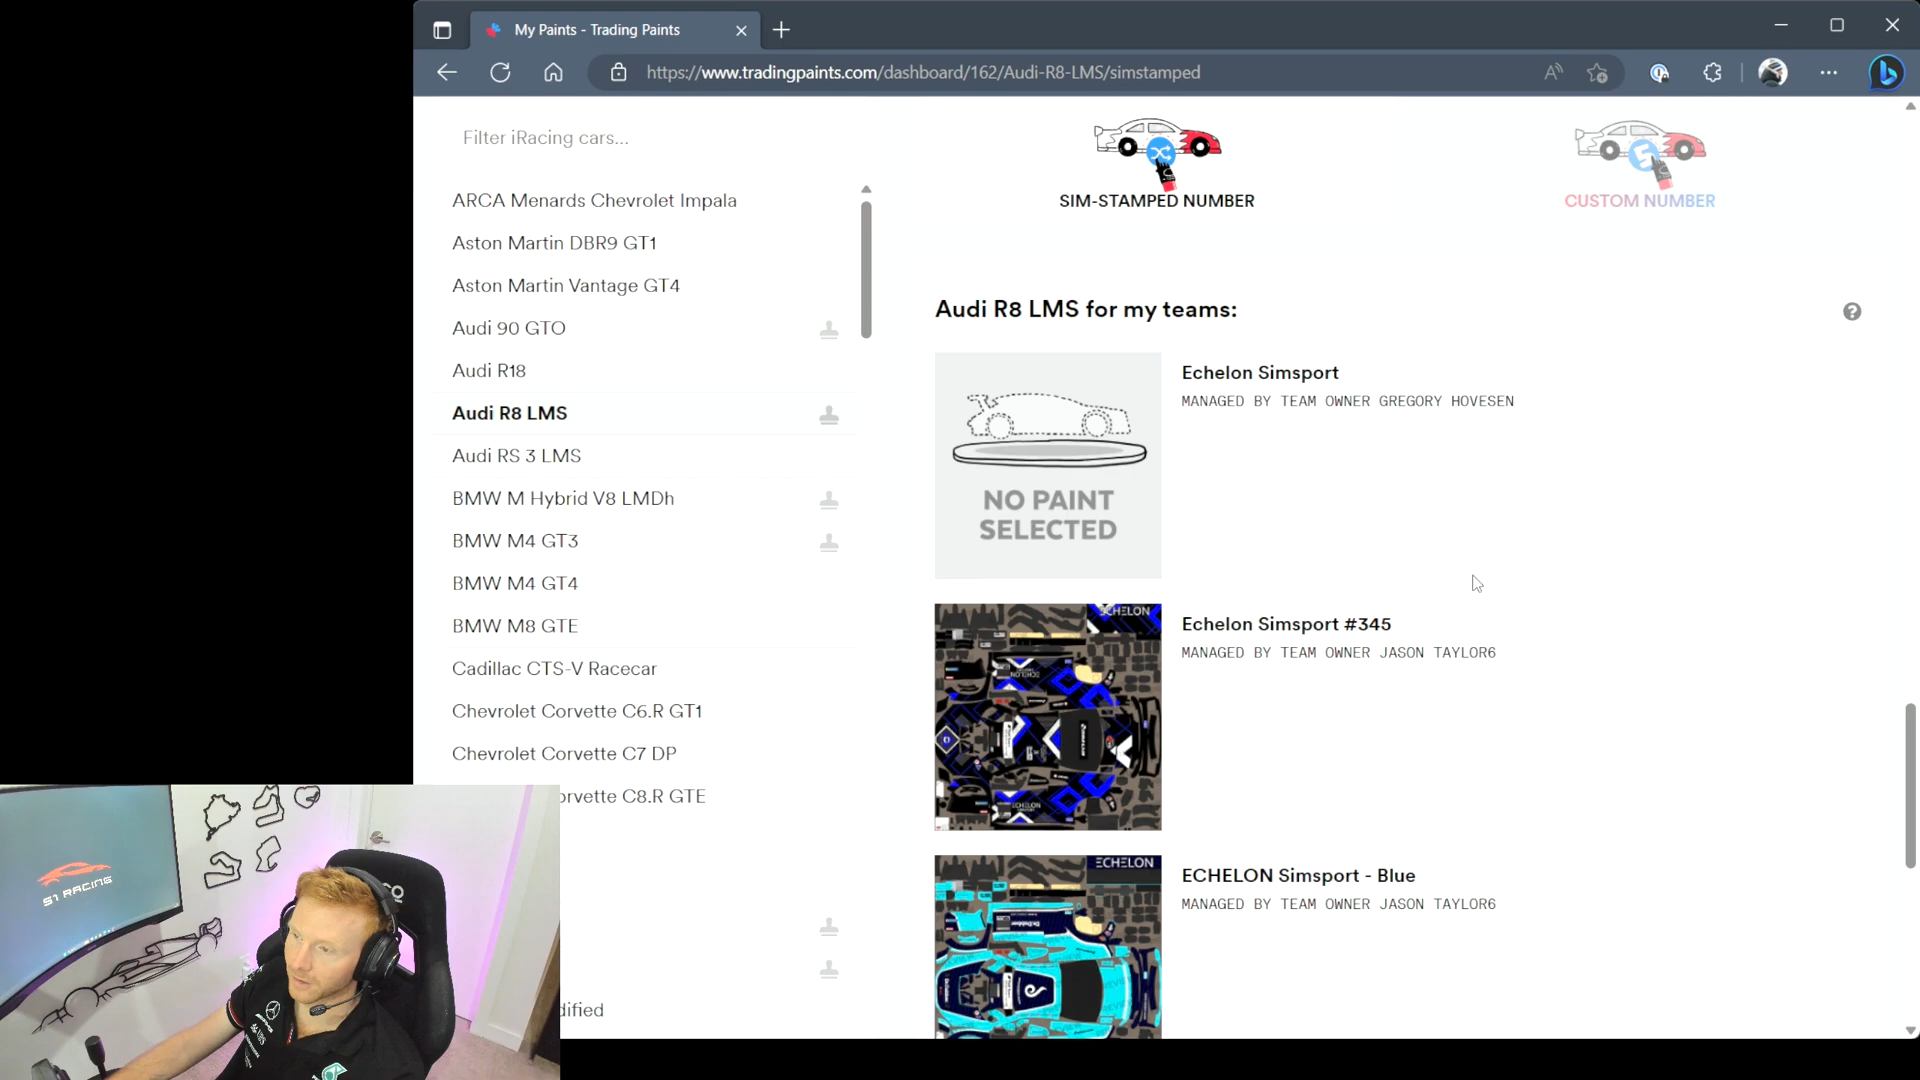 My Paints - Trading Paints
https://www.tradingpaints.com/dashboard/162/Audi-R8-LMS/simstamped
Filter iRacing cars...
ARCA Menards Chevrolet Impala
Aston Martin DBR9 GT1
Aston Martin Vantage GT4
Audi 90 GTO
Audi R18
Audi R8 LMS
Audi RS 3 LMS
BMW M Hybrid V8 LMDh
BMW M4 GT3
BMW M4 GT4
BMW M8 GTE
Cadillac CTS-V Racecar
Chevrolet Corvette C6.R GT1
Chevrolet Corvette C7 DP
orvette C8.R GTE
dified
SIM-STAMPED NUMBER
CUSTOM NUMBER
Audi R8 LMS for my teams:
NO PAINT
SELECTED
Echelon Simsport
MANAGED BY TEAM OWNER GREGORY HOVESEN
ECHELON
Echelon Simsport #345
MANAGED BY TEAM OWNER JASON TAYLOR6
ECHELON
ECHELON Simsport - Blue
MANAGED BY TEAM OWNER JASON TAYLOR6
S1 RACING